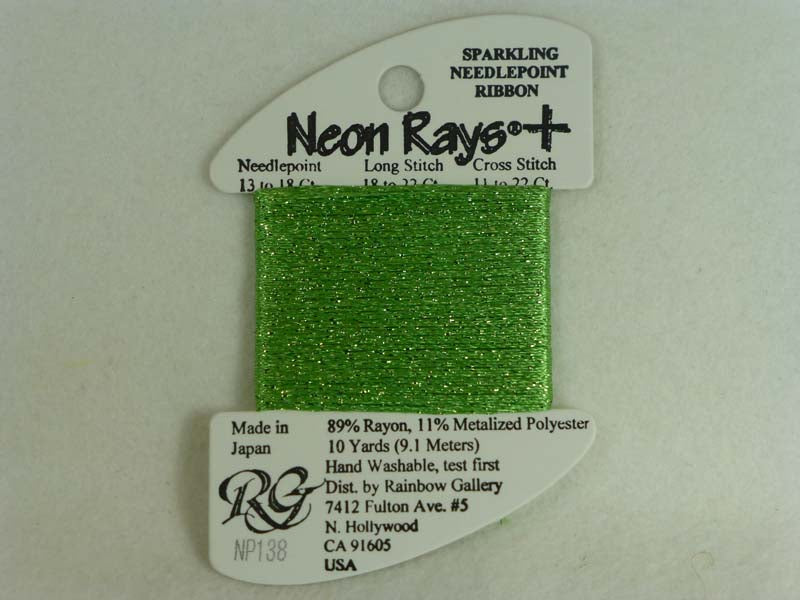 SPARKLING
NEEDLEPOINT
RIBBON
Neon Rays®+
Needlepoint Long Stitch Cross Stitch
13 to 18 Ct. 18 to 22 Ct. 11 to 22 Ct.
Made in
Japan
89% Rayon, 11% Metalized Polyester
10 Yards (9.1 Meters)
Hand Washable, test first
Dist. by Rainbow Gallery
7412 Fulton Ave. #5
N. Hollywood
CA 91605
USA
RG
NP138